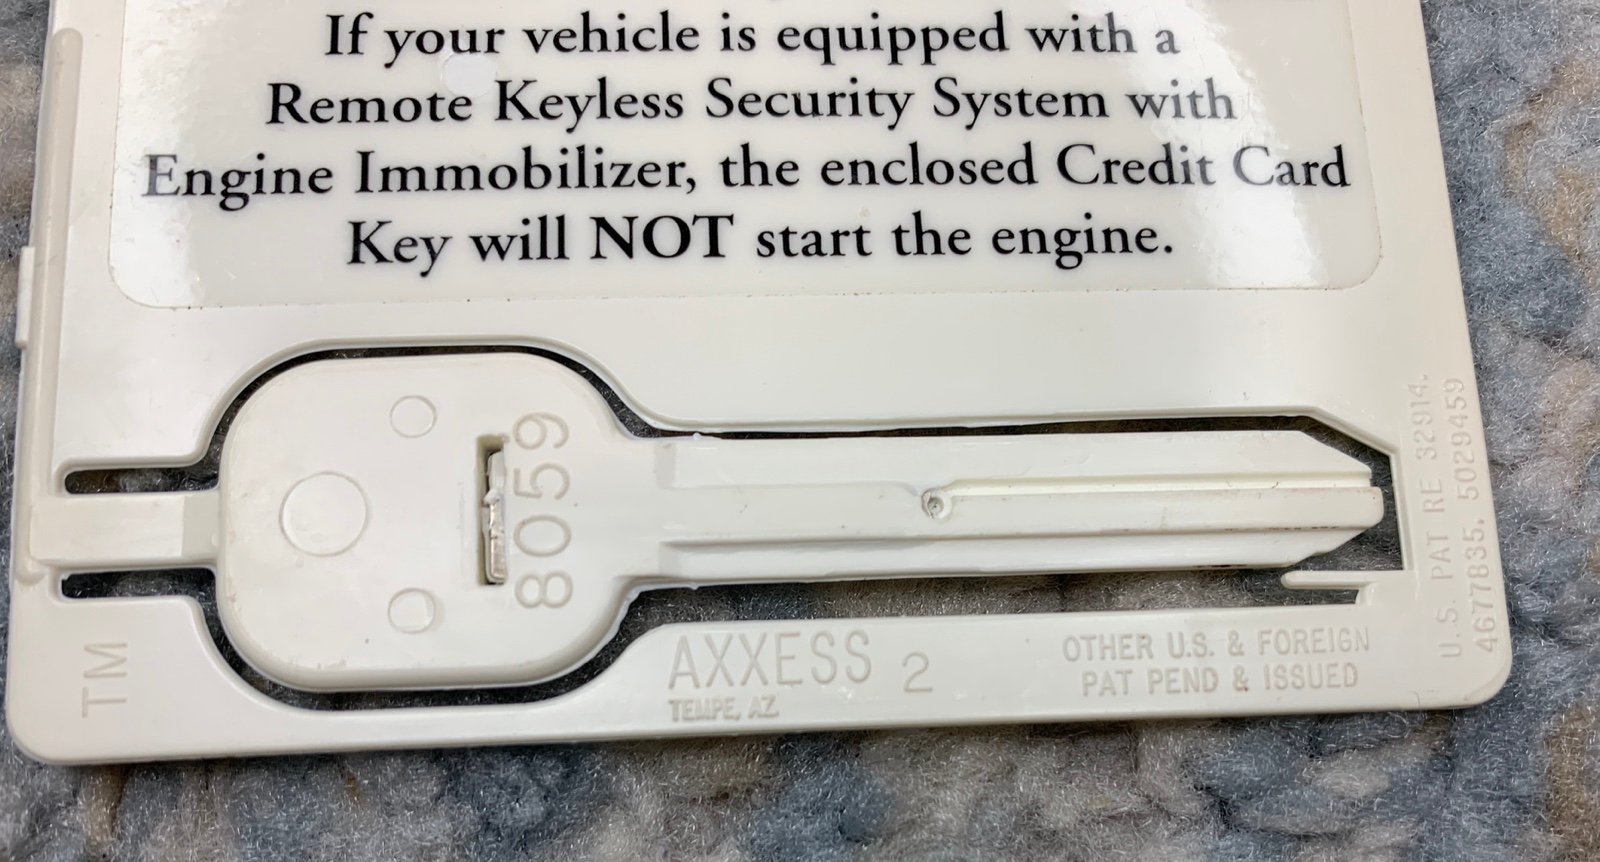 If your vehicle is equipped with a
Remote Keyless Security System with
Engine Immobilizer, the enclosed Credit Card
Key will NOT start the engine.
8059
TM
AXXESS 2
TEMPE, AZ
OTHER U.S. & FOREIGN
PAT PEND & ISSUED
U.S. PAT RE 32914.
4677835. 5029459